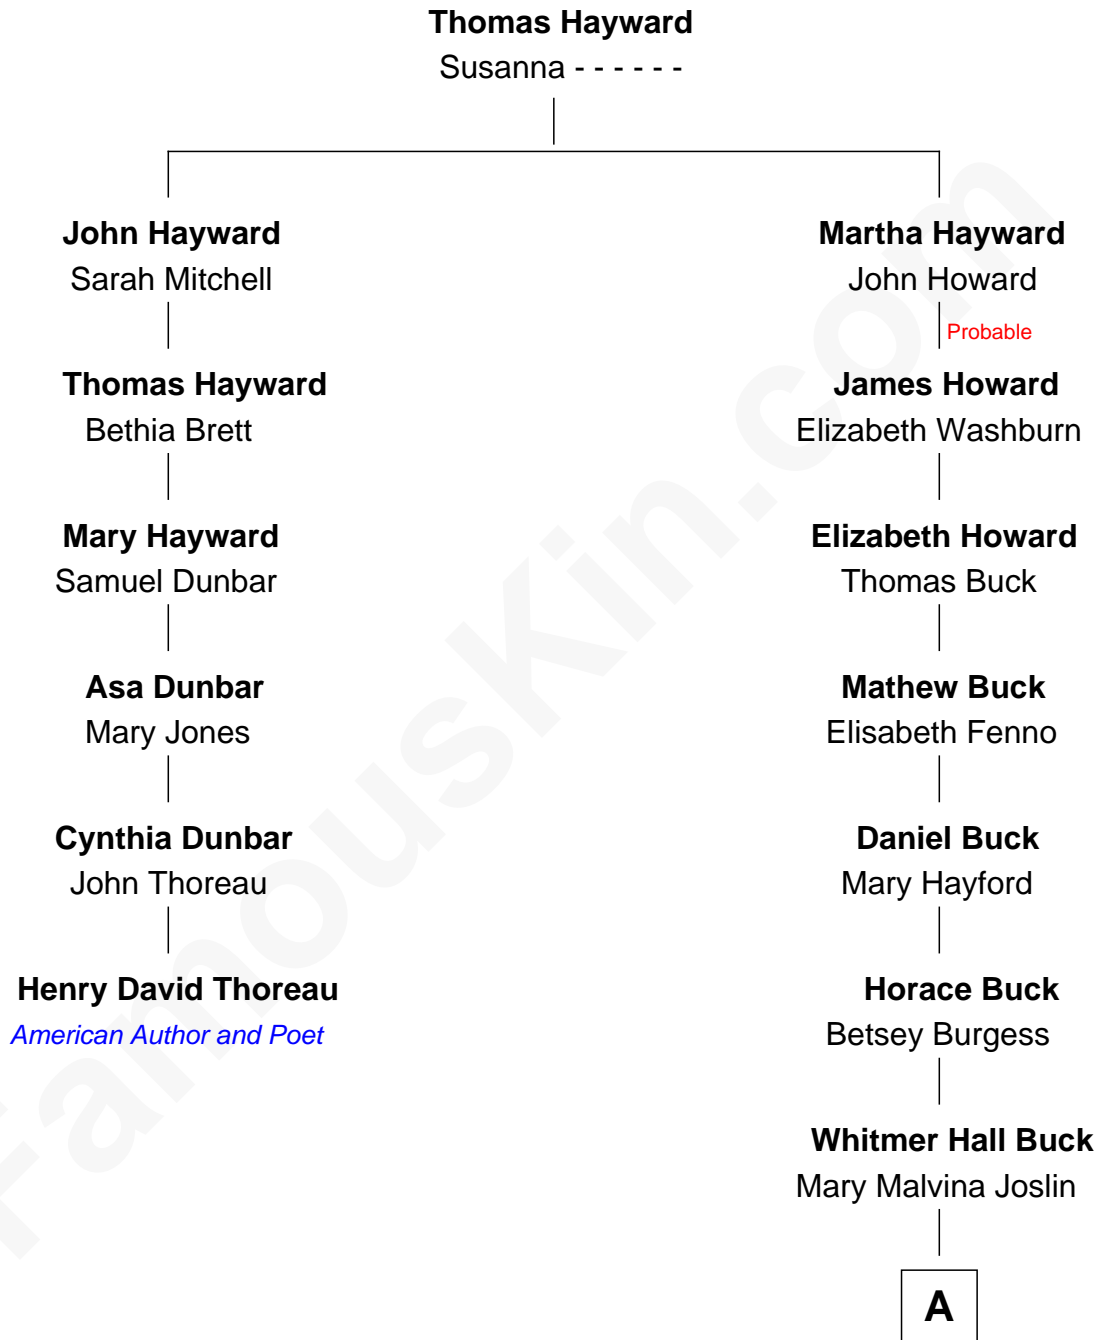 Thomas Hayward
Susanna - - - - - -
John Hayward
Sarah Mitchell
Thomas Hayward
Bethia Brett
Mary Hayward
Samuel Dunbar
Asa Dunbar
Mary Jones
Cynthia Dunbar
John Thoreau
Henry David Thoreau
American Author and Poet
Martha Hayward
John Howard
Probable
James Howard
Elizabeth Washburn
Elizabeth Howard
Thomas Buck
Mathew Buck
Elisabeth Fenno
Daniel Buck
Mary Hayford
Horace Buck
Betsey Burgess
Whitmer Hall Buck
Mary Malvina Joslin
A
FamousKin.com